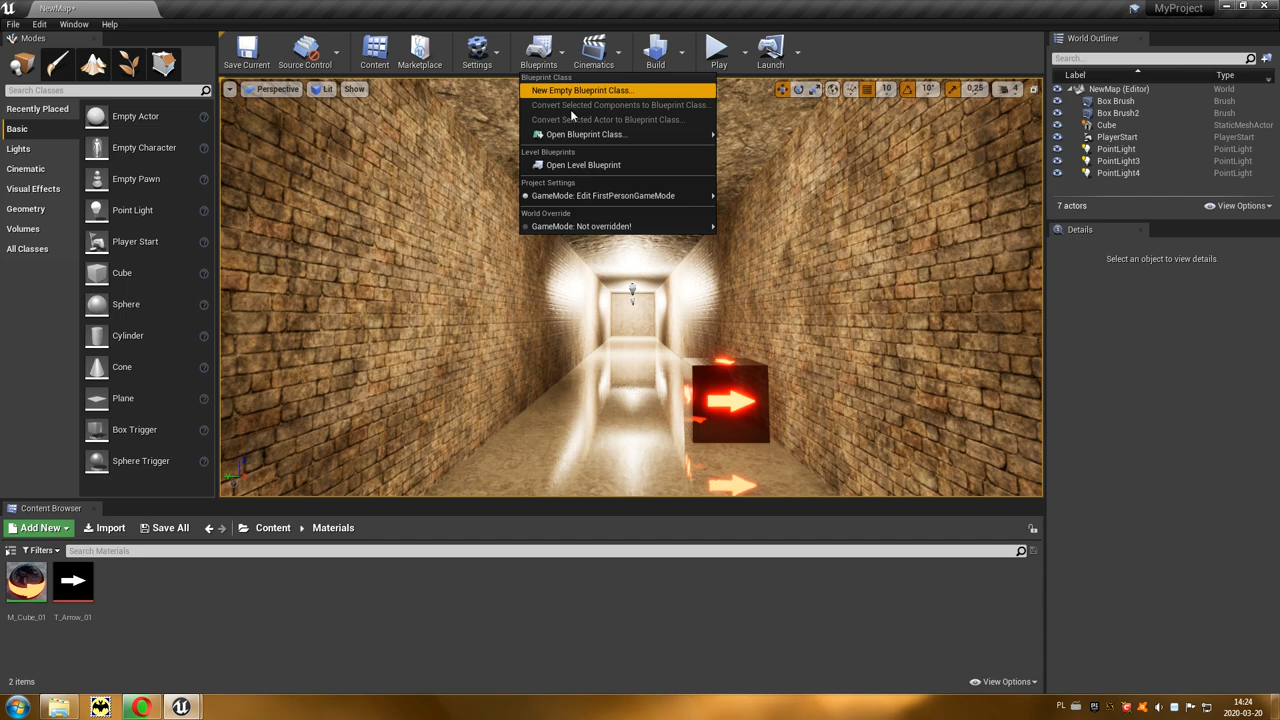 NewMap*
MyProject
File Edit Window Help
Modes
Search Classes
Recently Placed
Basic
Lights
Cinematic
Visual Effects
Geometry
Volumes
All Classes
Empty Actor
Empty Character
Empty Pawn
Point Light
Player Start
Cube
Sphere
Cylinder
Cone
Plane
Box Trigger
Sphere Trigger
Save Current
Source Control
Content
Marketplace
Settings
Blueprints
Cinematics
Build
Play
Launch
Perspective Lit Show
10 10° 0,25 4
Blueprint Class
New Empty Blueprint Class...
Convert Selected Components to Blueprint Class...
Convert Selected Actor to Blueprint Class...
Open Blueprint Class...
Level Blueprints
Open Level Blueprint
Project Settings
GameMode: Edit FirstPersonGameMode
World Override
GameMode: Not overridden!
World Outliner
Search...
Label Type
NewMap (Editor) World
Box Brush Brush
Box Brush2 Brush
Cube StaticMeshActor
PlayerStart PlayerStart
PointLight PointLight
PointLight3 PointLight
PointLight4 PointLight
7 actors View Options
Details
Select an object to view details.
Content Browser
Add New Import Save All Content Materials
Filters Search Materials
M_Cube_01 T_Arrow_01
2 items View Options
PL
14:24
2020-03-20